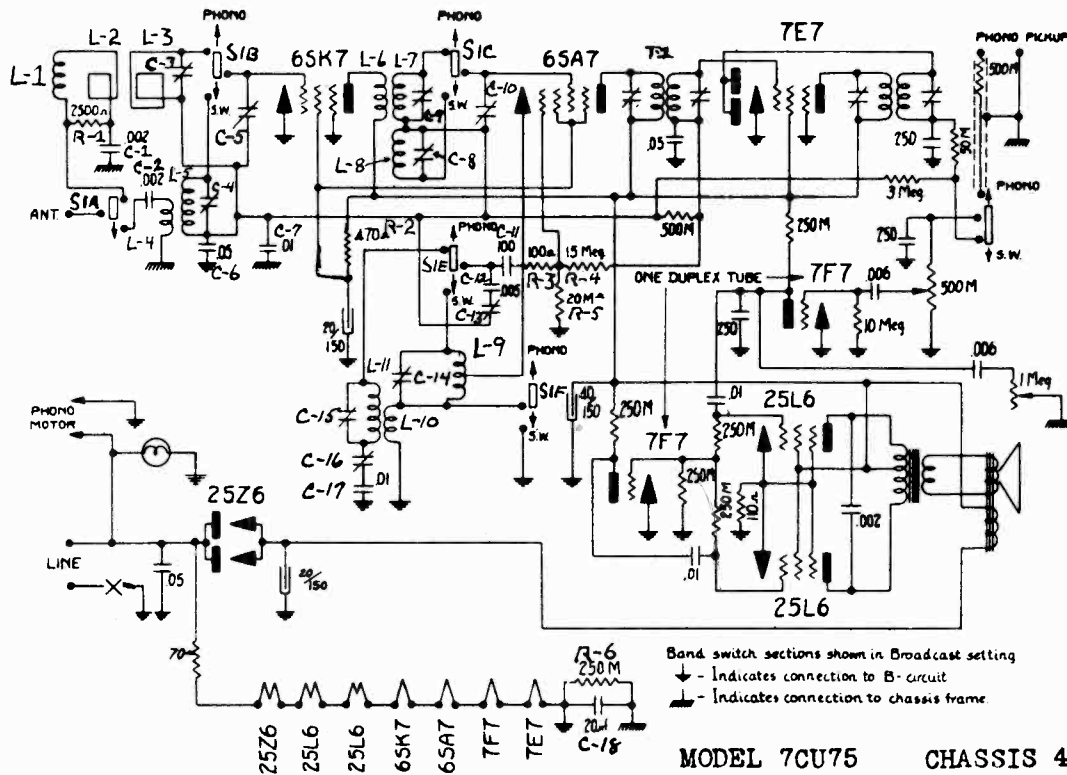 PHONO
L-2
L-3
S1B
L-1
C-3
6SK7
L-6
L-7
PHONO
S1C
6SA7
T-1
7E7
PHONO PICKUP
500M
2500Ω
R-1
.002
C-1
S.W.
C-5
C-9
S.W.
C-10
L-8
C-8
.05
250
50M
C-2
.002
L-5
C-4
S1A
ANT.
L-4
.05
C-6
C-7
.01
470Ω
R-2
PHONO
S1E
S.W.
C-11
100
C-12
.005
C-13
100Ω
R-3
15 Meg
R-4
20MΩ
R-5
500M
3 Meg
250M
PHONO
S.W.
250
ONE DUPLEX TUBE
7F7
.006
10 Meg
500M
250
.006
1 Meg
20/150
L-9
L-11
C-14
C-15
L-10
C-16
C-17
.01
PHONO
S1F
S.W.
40
150
250M
7F7
250M
.01
250M
250M
110Ω
.01
25L6
25L6
.002
PHONO
MOTOR
25Z6
LINE
.05
20/150
70
25Z6
25L6
25L6
6SK7
6SA7
7F7
7E7
R-6
250M
20µf
C-18
Band switch sections shown in Broadcast setting
- Indicates connection to B- circuit
- Indicates connection to chassis frame.
MODEL 7CU75 CHASSIS 4